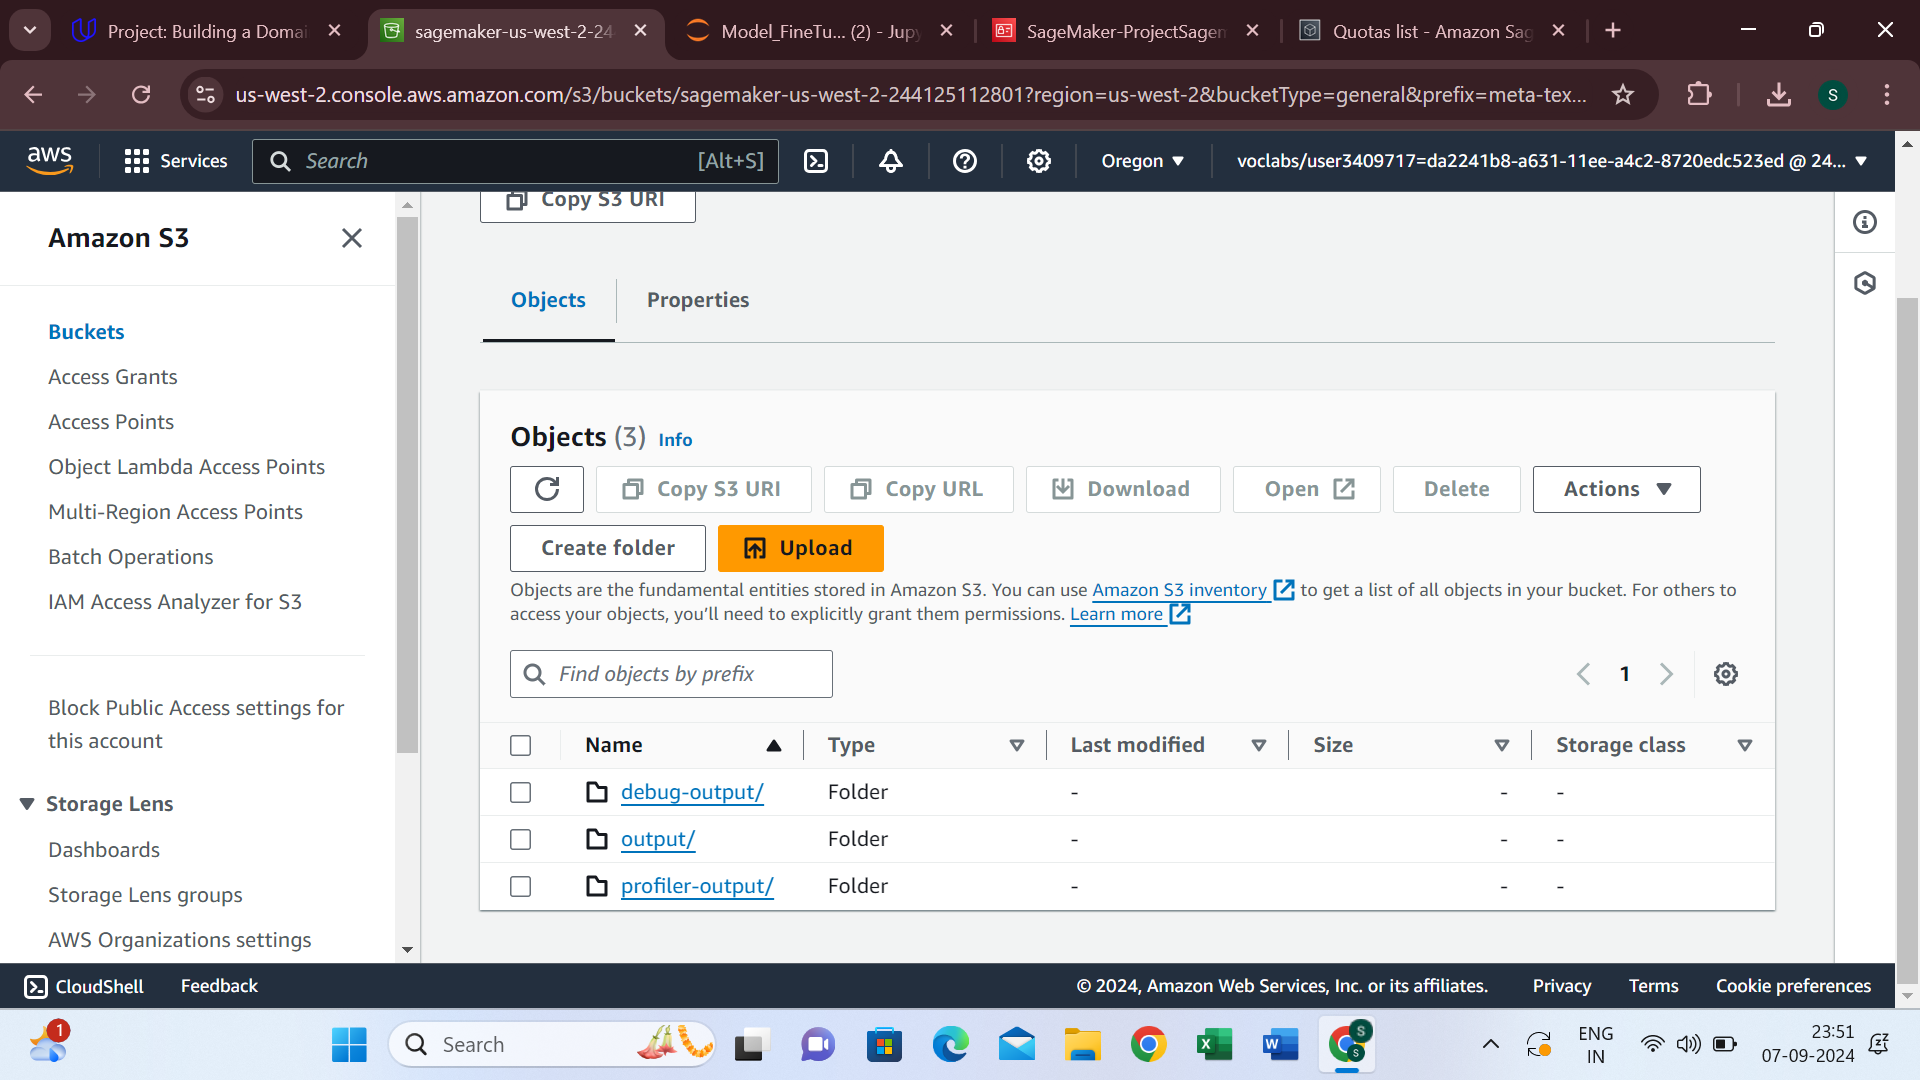 Project: Building a Domai
sagemaker-us-west-2-24
Model_FineTu... (2) - Jupy
SageMaker-ProjectSagem
Quotas list - Amazon Sag
us-west-2.console.aws.amazon.com/s3/buckets/sagemaker-us-west-2-244125112801?region=us-west-2&bucketType=general&prefix=meta-tex...
S
aws
Services
Search
[Alt+S]
Oregon
voclabs/user3409717=da2241b8-a631-11ee-a4c2-8720edc523ed @ 24...
Amazon S3
Buckets
Access Grants
Access Points
Object Lambda Access Points
Multi-Region Access Points
Batch Operations
IAM Access Analyzer for S3
Block Public Access settings for
this account
Storage Lens
Dashboards
Storage Lens groups
AWS Organizations settings
Copy S3 URI
Objects
Properties
Objects (3) Info
Copy S3 URI
Copy URL
Download
Open
Delete
Actions
Create folder
Upload
Objects are the fundamental entities stored in Amazon S3. You can use Amazon S3 inventory to get a list of all objects in your bucket. For others to
access your objects, you'll need to explicitly grant them permissions. Learn more
Find objects by prefix
1
Name Type Last modified Size Storage class
debug-output/ Folder - - -
output/ Folder - - -
profiler-output/ Folder - - -
CloudShell
Feedback
© 2024, Amazon Web Services, Inc. or its affiliates.
Privacy
Terms
Cookie preferences
1
Search
S
S
ENG
IN
23:51
07-09-2024